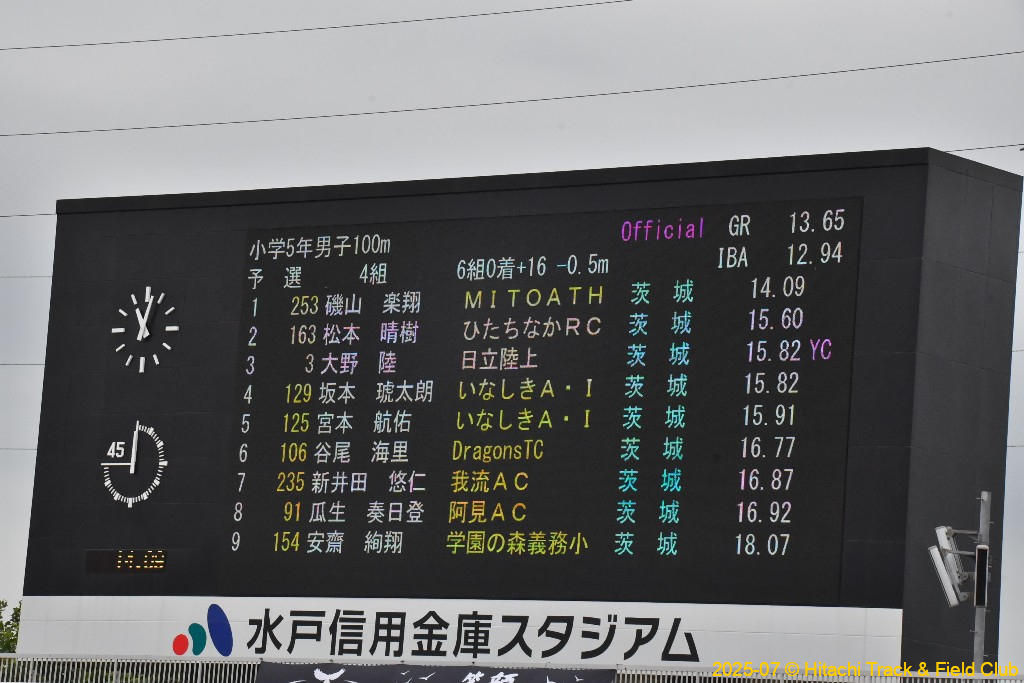 小学5年男子100m Official GR 13.65
予 選 4組 6組0着+16 -0.5m IBA 12.94
1 253 磯山 楽翔 ＭＩＴＯＡＴＨ 茨 城 14.09
2 163 松本 晴樹 ひたちなかＲＣ 茨 城 15.60
3 3 大野 陸 日立陸上 茨 城 15.82 YC
4 129 坂本 琥太朗 いなしきＡ・Ｉ 茨 城 15.82
5 125 宮本 航佑 いなしきＡ・Ｉ 茨 城 15.91
6 106 谷尾 海里 DragonsTC 茨 城 16.77
7 235 新井田 悠仁 我流ＡＣ 茨 城 16.87
8 91 瓜生 奏日登 阿見ＡＣ 茨 城 16.92
9 154 安齋 絢翔 学園の森義務小 茨 城 18.07
45
14.09
水戸信用金庫スタジアム
2025-07 © Hitachi Track & Field Club